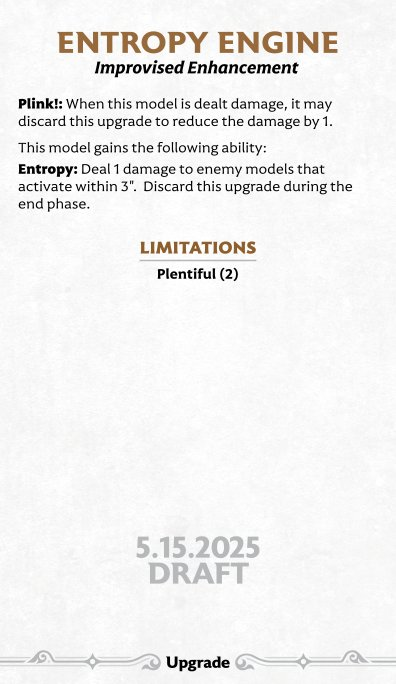 ENTROPY ENGINE
Improvised Enhancement
Plink!: When this model is dealt damage, it may
discard this upgrade to reduce the damage by 1.
This model gains the following ability:
Entropy: Deal 1 damage to enemy models that
activate within 3".  Discard this upgrade during the
end phase.
LIMITATIONS
Plentiful (2)
5.15.2025
DRAFT
Upgrade